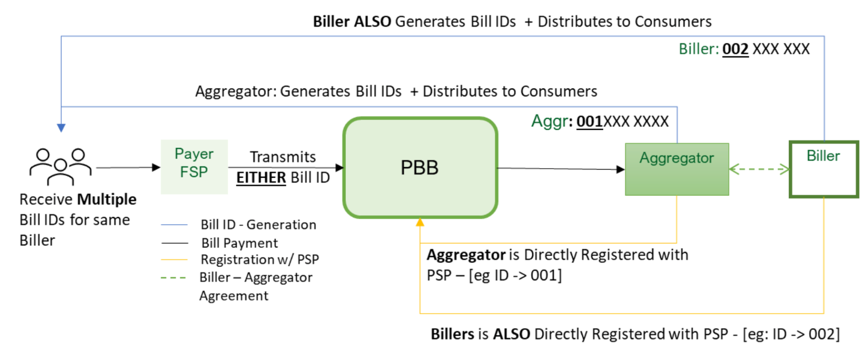 Biller ALSO Generates Bill IDs + Distributes to Consumers
Biller: 002 XXX XXX
Aggregator: Generates Bill IDs + Distributes to Consumers
Aggr: 001XXX XXXX
Payer
FSP
Transmits
EITHER Bill ID
PBB
Aggregator
Biller
Receive Multiple
Bill IDs for same
Biller
Bill ID - Generation
Bill Payment
Registration w/ PSP
Biller – Aggregator
Agreement
Aggregator is Directly Registered with
PSP – [eg ID -> 001]
Billers is ALSO Directly Registered with PSP - [eg: ID -> 002]